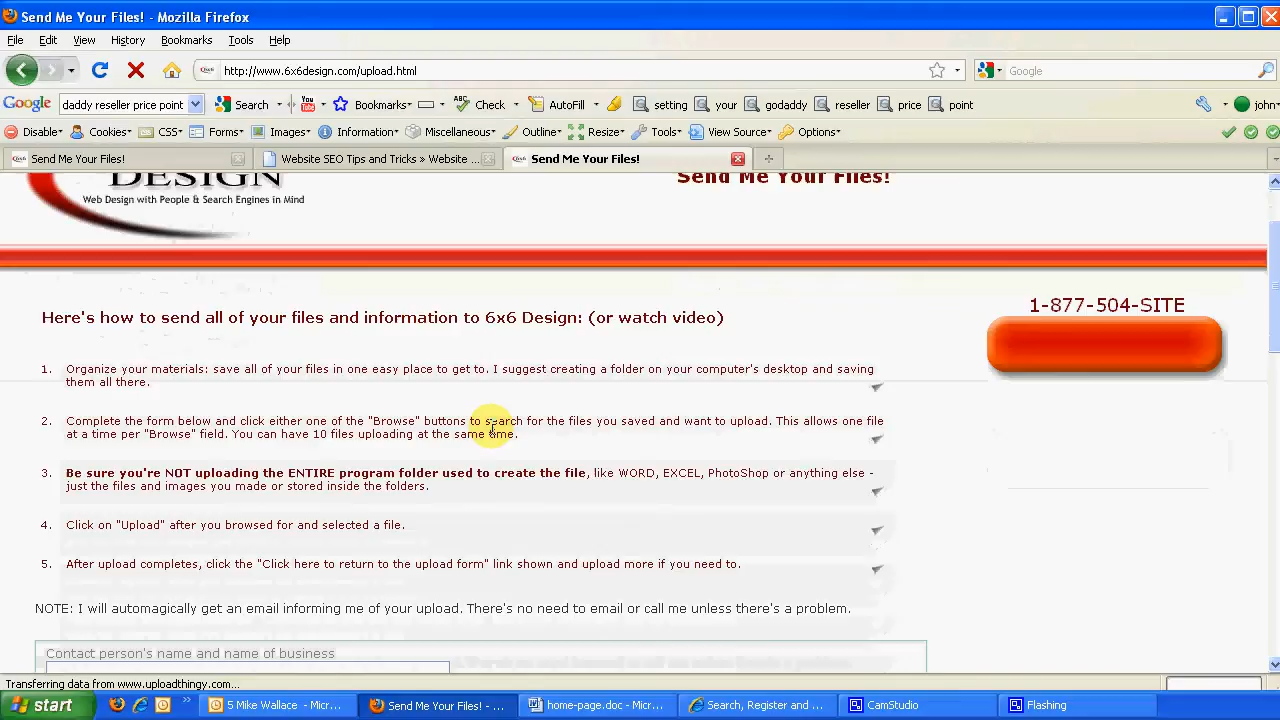 Send Me Your Files! - Mozilla Firefox
File Edit View History Bookmarks Tools Help
http://www.6x6design.com/upload.html Google
Google daddy reseller price point Search Bookmarks Check AutoFill setting go godaddy reseller price point john
Disable Cookies CSS Forms Images Information Miscellaneous Outline Resize Tools View Source Options
Send Me Your Files! Website SEO Tips and Tricks » Website ... Send Me Your Files!
DESIGN
Send Me Your Files!
Web Design with People & Search Engines in Mind
1-877-504-SITE
Here's how to send all of your files and information to 6x6 Design: (or watch video)
1. Organize your materials: save all of your files in one easy place to get to. I suggest creating a folder on your computer's desktop and saving
them all there.
2. Complete the form below and click either one of the "Browse" buttons to search for the files you saved and want to upload. This allows one file
at a time per "Browse" field. You can have 10 files uploading at the same time.
3. Be sure you're NOT uploading the ENTIRE program folder used to create the file, like WORD, EXCEL, PhotoShop or anything else -
just the files and images you made or stored inside the folders.
4. Click on "Upload" after you browsed for and selected a file.
5. After upload completes, click the "Click here to return to the upload form" link shown and upload more if you need to.
NOTE: I will automagically get an email informing me of your upload. There's no need to email or call me unless there's a problem.
Contact person's name and name of business
Transferring data from www.uploadthingy.com...
start 5 Mike Wallace - Micr... Send Me Your Files! - ... home-page.doc - Micros... Search, Register and ... CamStudio Flashing